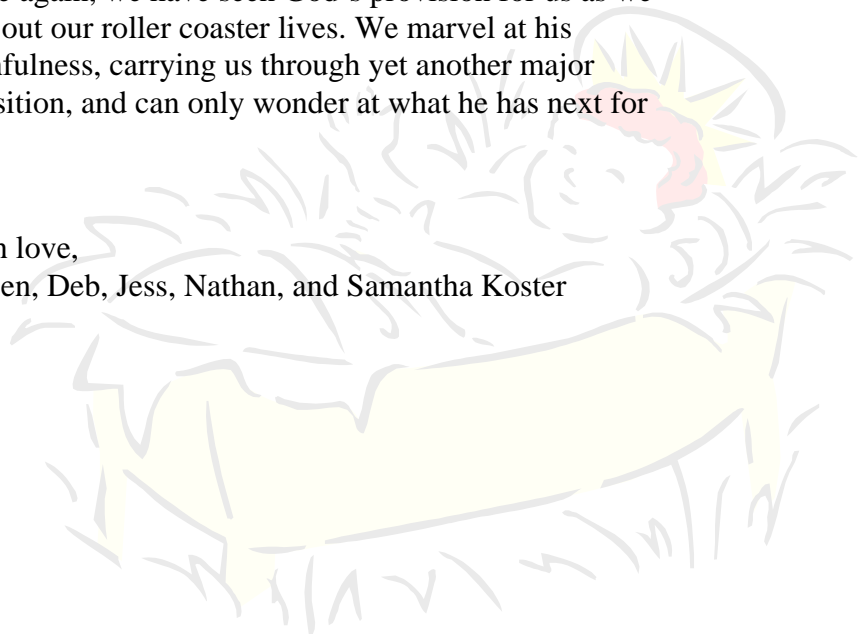 again, we have seen God's provision for us as we
out our roller coaster lives. We marvel at his
nfulness, carrying us through yet another major
sition, and can only wonder at what he has next for
n love,
en, Deb, Jess, Nathan, and Samantha Koster